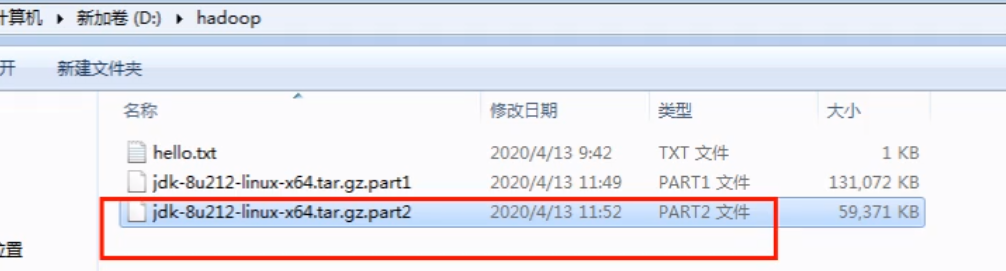 计算机 ▸ 新加卷 (D:) ▸ hadoop
开 新建文件夹
名称 修改日期 类型 大小
hello.txt 2020/4/13 9:42 TXT 文件 1 KB
jdk-8u212-linux-x64.tar.gz.part1 2020/4/13 11:49 PART1 文件 131,072 KB
jdk-8u212-linux-x64.tar.gz.part2 2020/4/13 11:52 PART2 文件 59,371 KB
位置